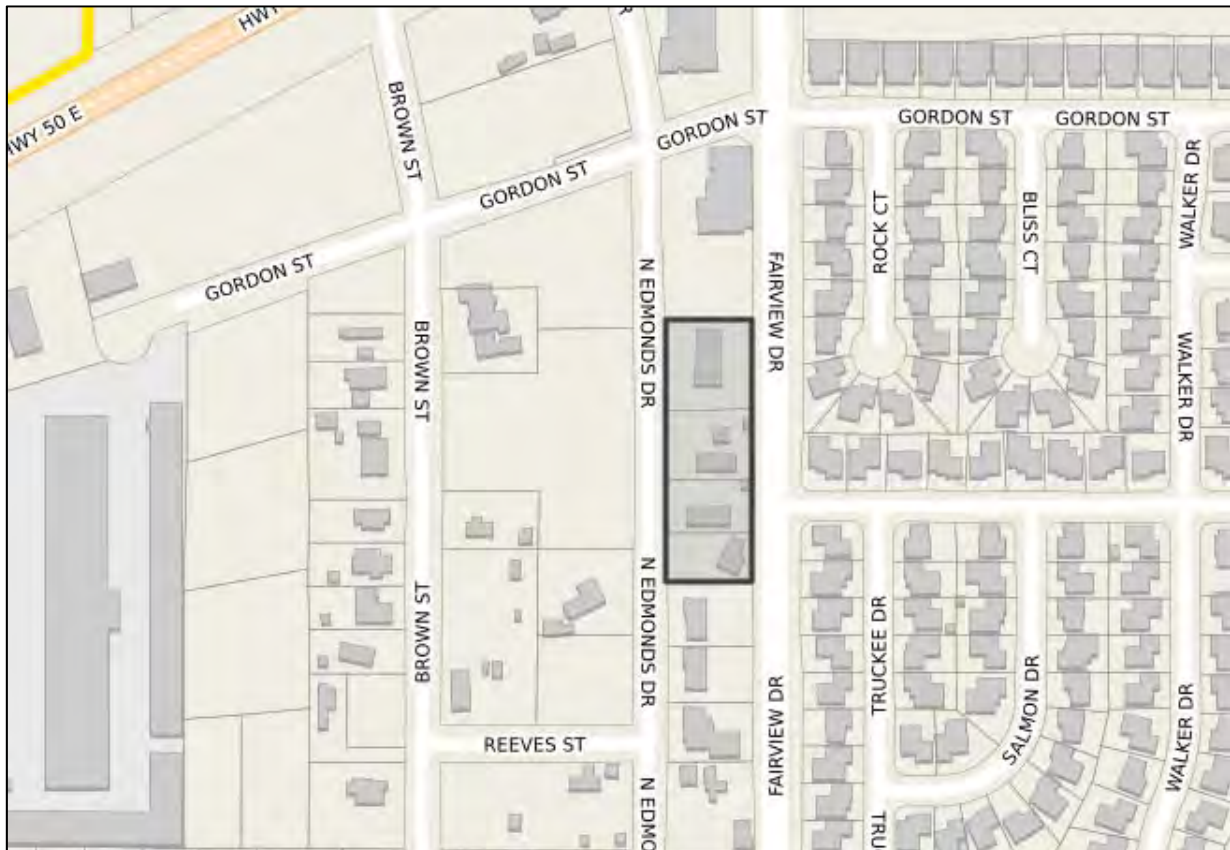 HWY
R
HWY 50 E
BROWN ST
GORDON ST
GORDON ST
GORDON ST
GORDON ST
WALKER DR
ROCK CT
BLISS CT
GORDON ST
N EDMONDS DR
FAIRVIEW DR
BROWN ST
WALKER DR
N EDMONDS DR
BROWN ST
TRUCKEE DR
SALMON DR
FAIRVIEW DR
WALKER DR
REEVES ST
N EDMO
TRU